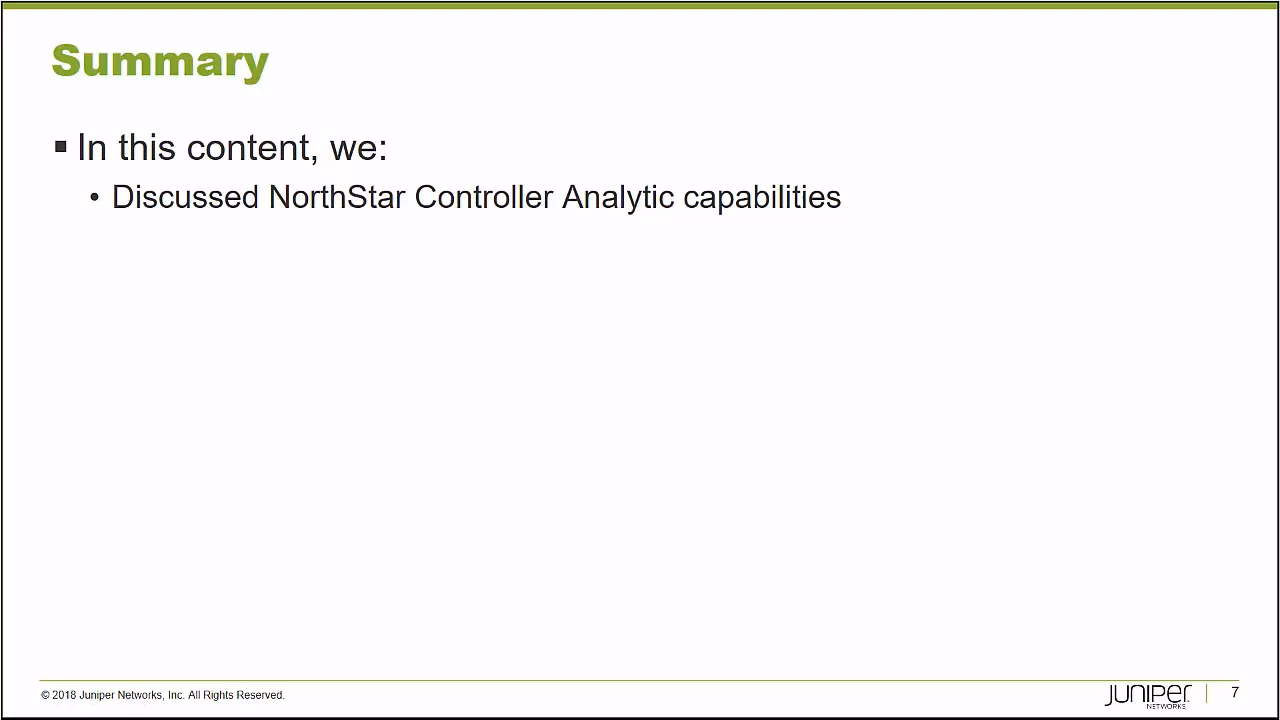 Summary
▪ In this content, we:
• Discussed NorthStar Controller Analytic capabilities
© 2018 Juniper Networks, Inc. All Rights Reserved.
JUNIPER
NETWORKS
7